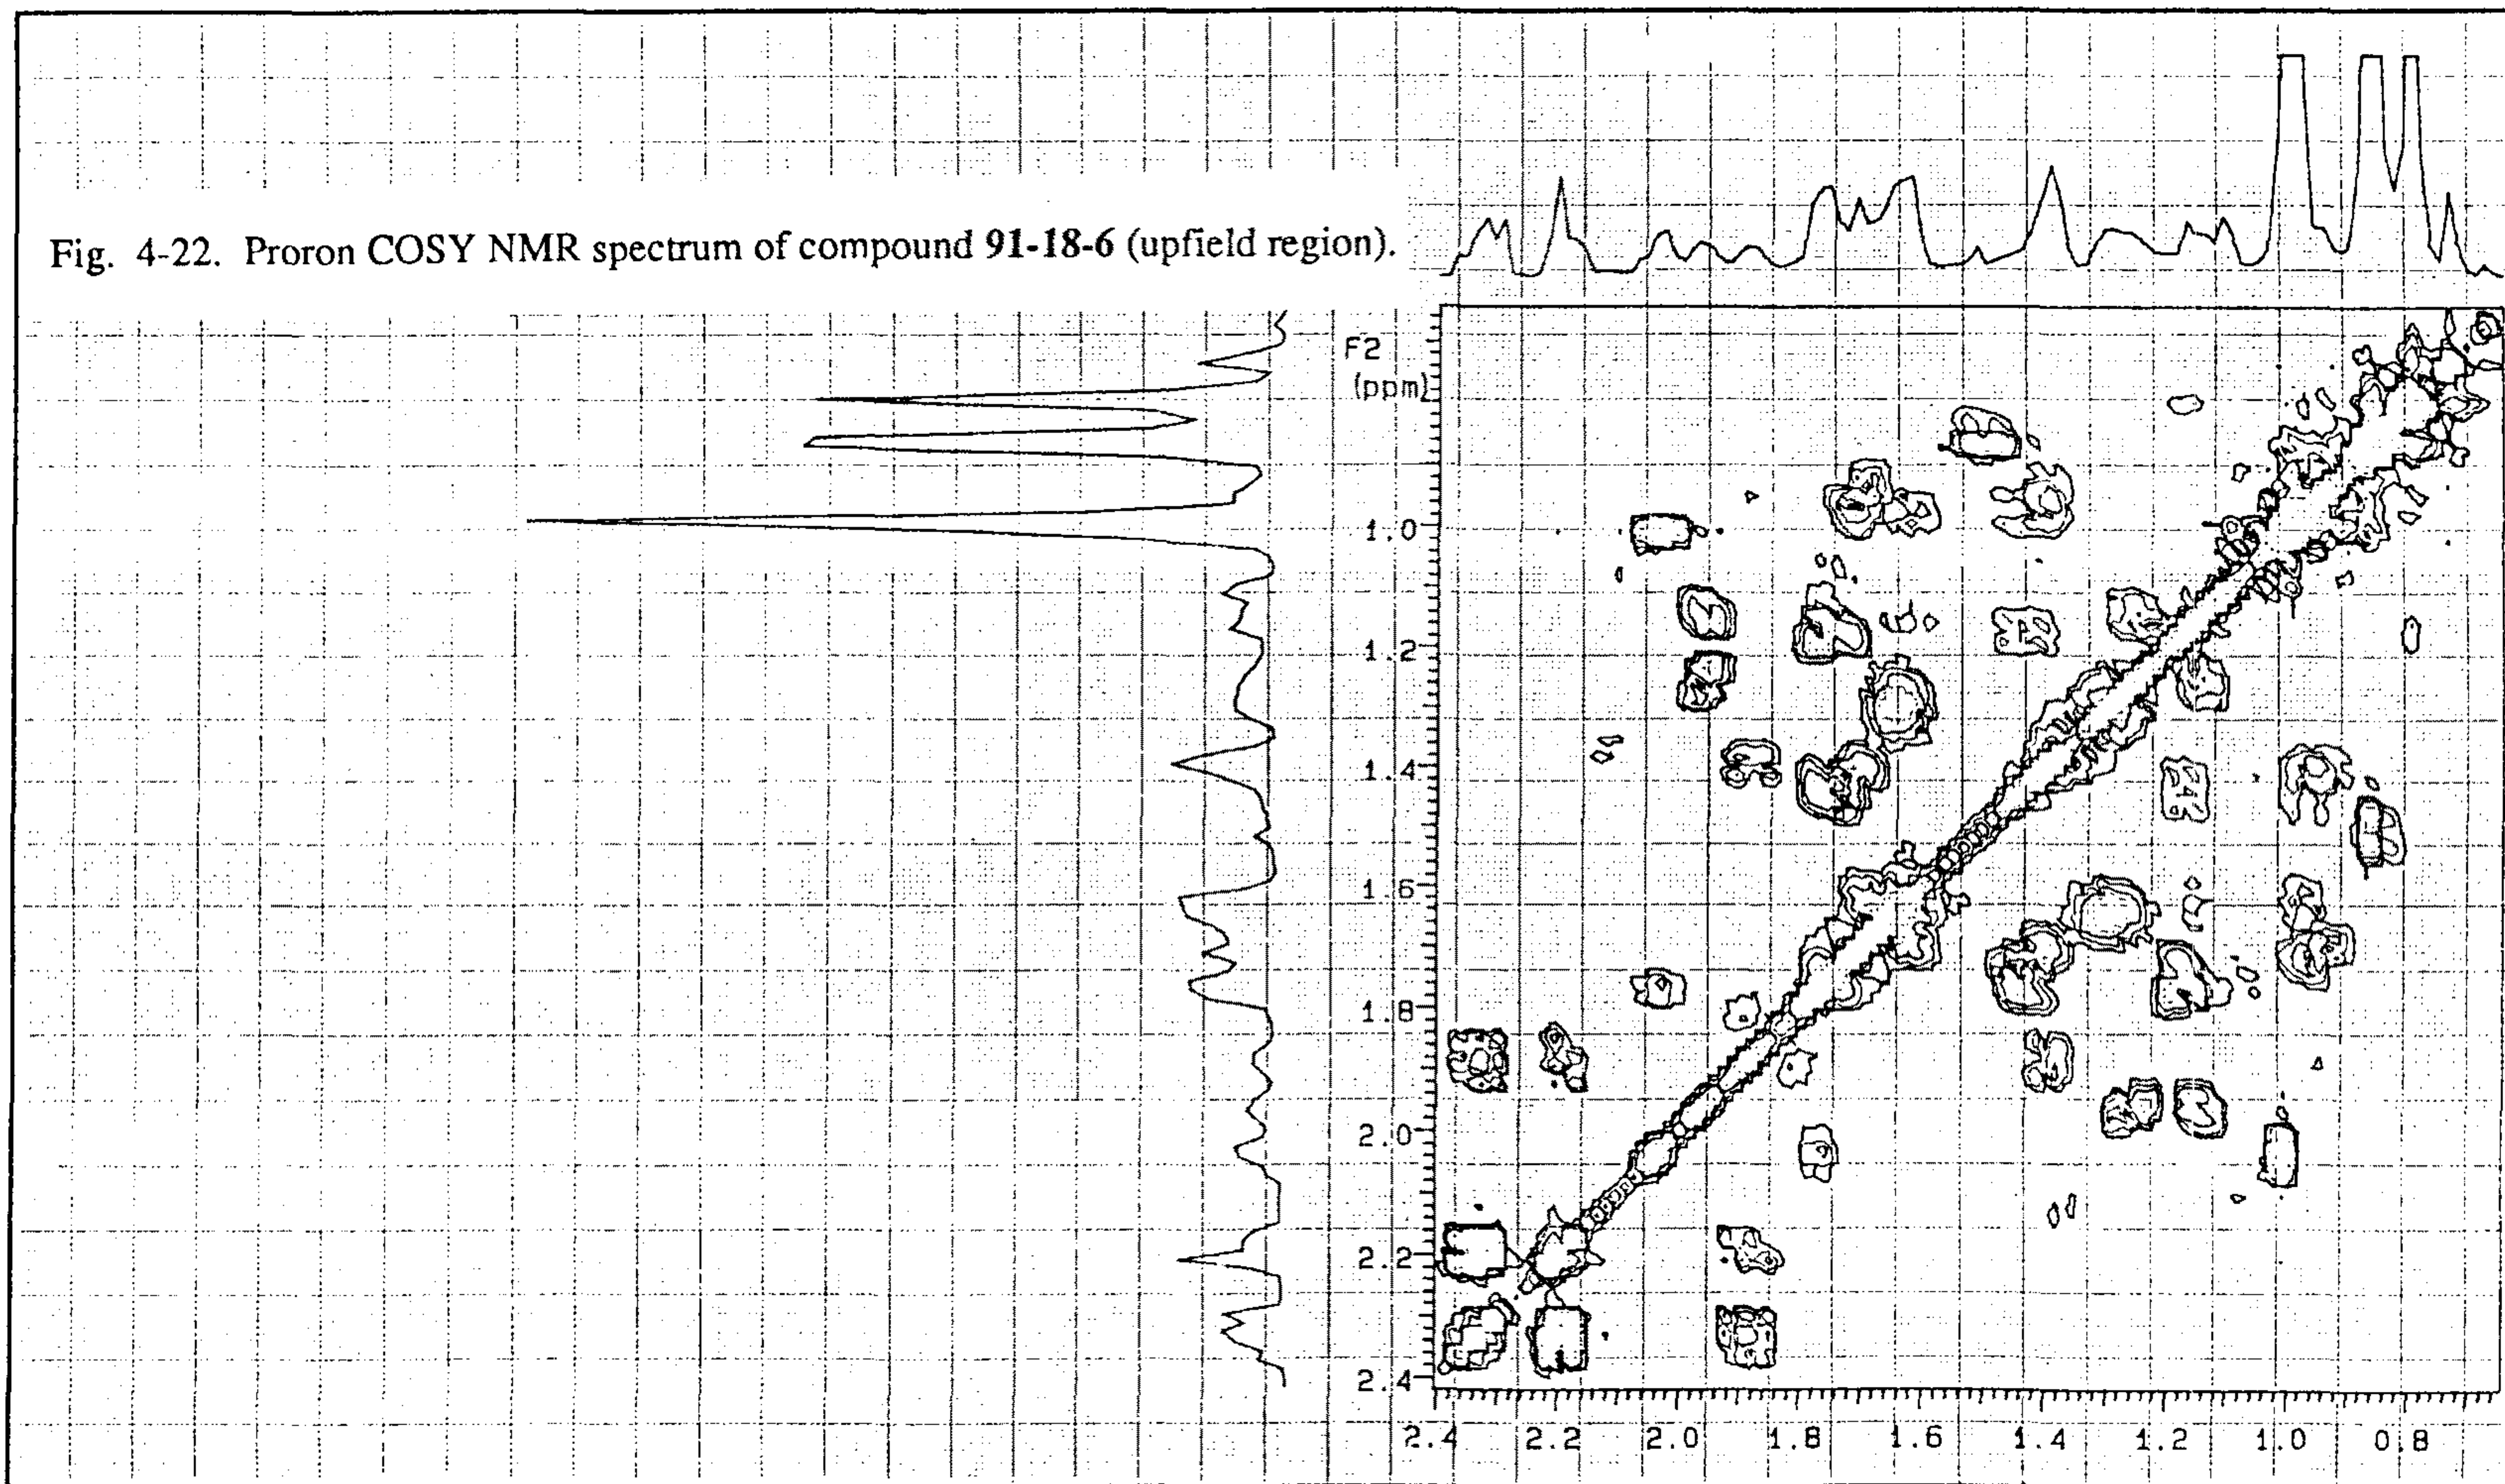 Fig. 4-22. Proron COSY NMR spectrum of compound 91-18-6 (upfield region).
F2
(ppm)
1.0
1.2
1.4
1.6
1.8
2.0
2.2
2.4
2.4 2.2 2.0 1.8 1.6 1.4 1.2 1.0 0.8